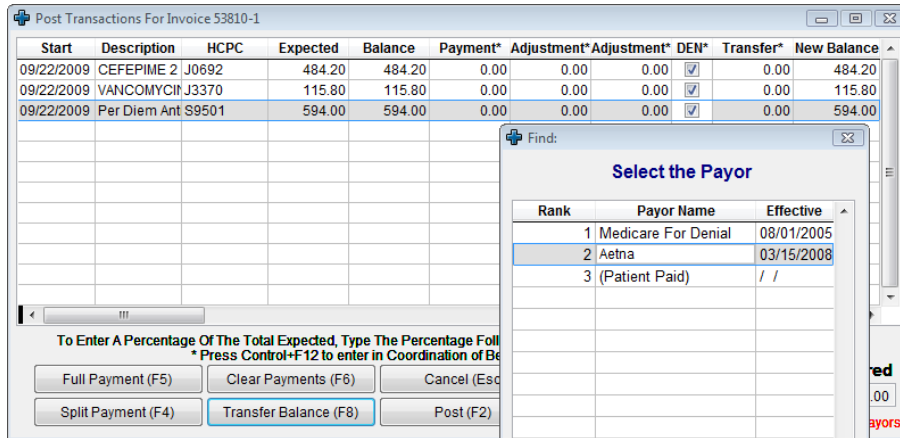 Post Transactions For Invoice 53810-1
Start Description HCPC Expected Balance Payment* Adjustment* Adjustment* DEN* Transfer* New Balance
09/22/2009 CEFEPIME 2 J0692 484.20 484.20 0.00 0.00 0.00 0.00 484.20
09/22/2009 VANCOMYCIN J3370 115.80 115.80 0.00 0.00 0.00 0.00 115.80
09/22/2009 Per Diem Ant S9501 594.00 594.00 0.00 0.00 0.00 0.00 594.00
Find:
Select the Payor
Rank Payor Name Effective
1 Medicare For Denial 08/01/2005
2 Aetna 03/15/2008
3 (Patient Paid) / /
To Enter A Percentage Of The Total Expected, Type The Percentage Foll
* Press Control+F12 to enter in Coordination of Be
Full Payment (F5) Clear Payments (F6) Cancel (Esc
Split Payment (F4) Transfer Balance (F8) Post (F2)
red
.00
ayors